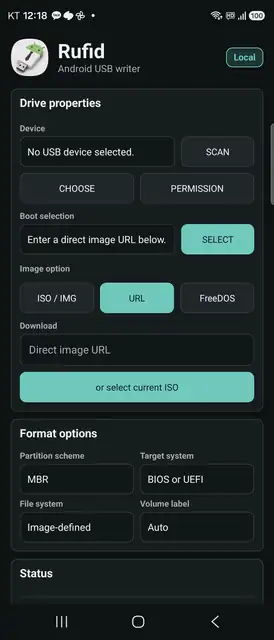 KT 12:18
100
Rufid
Android USB writer
Local
Drive properties
Device
No USB device selected.
SCAN
CHOOSE
PERMISSION
Boot selection
Enter a direct image URL below.
SELECT
Image option
ISO / IMG
URL
FreeDOS
Download
Direct image URL
or select current ISO
Format options
Partition scheme
Target system
MBR
BIOS or UEFI
File system
Volume label
Image-defined
Auto
Status